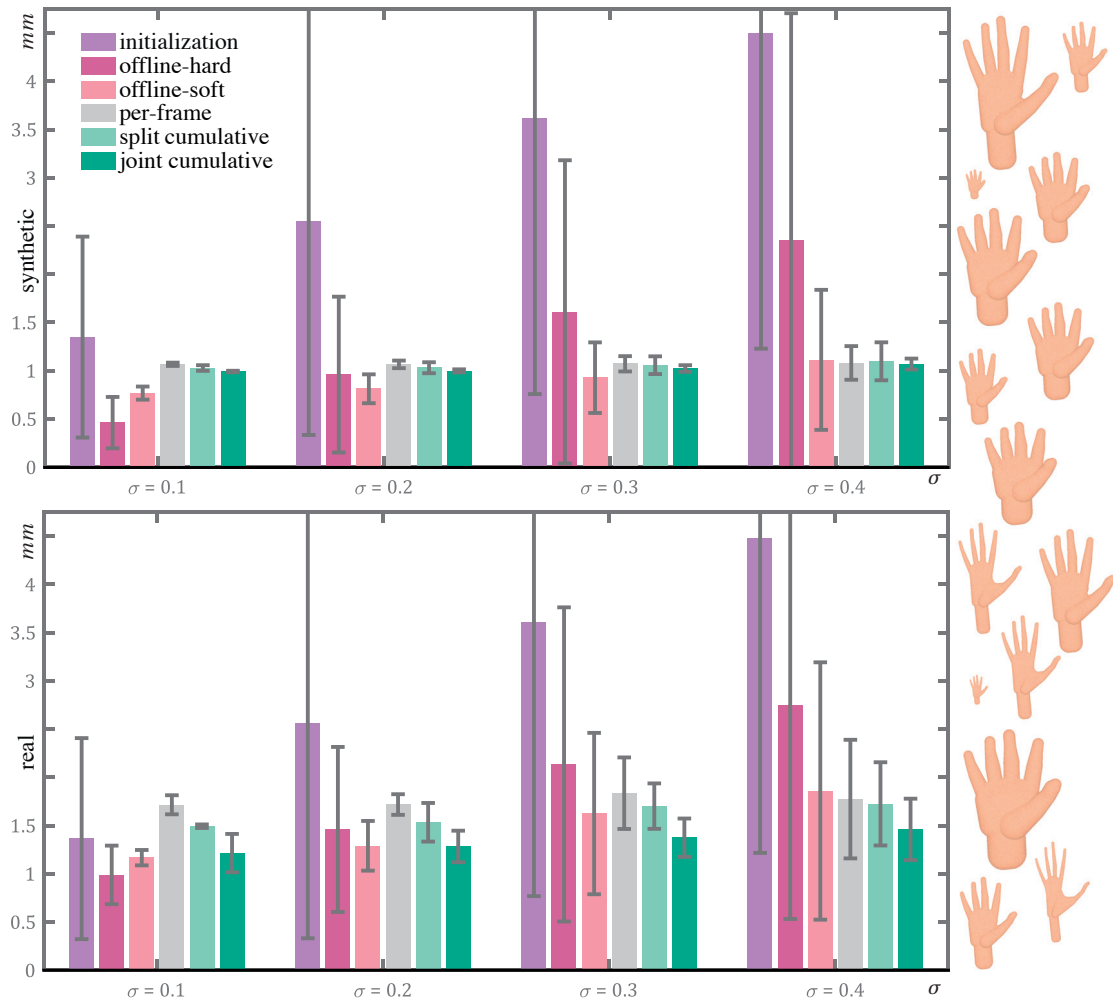 mm
initialization
offline-hard
offline-soft
per-frame
split cumulative
joint cumulative
4
3.5
3
synthetic
1.5
1
0.5
0
σ = 0.1 σ = 0.2 σ = 0.3 σ = 0.4 σ
mm
4
3.5
3
real
1.5
1
0.5
0
σ = 0.1 σ = 0.2 σ = 0.3 σ = 0.4 σ